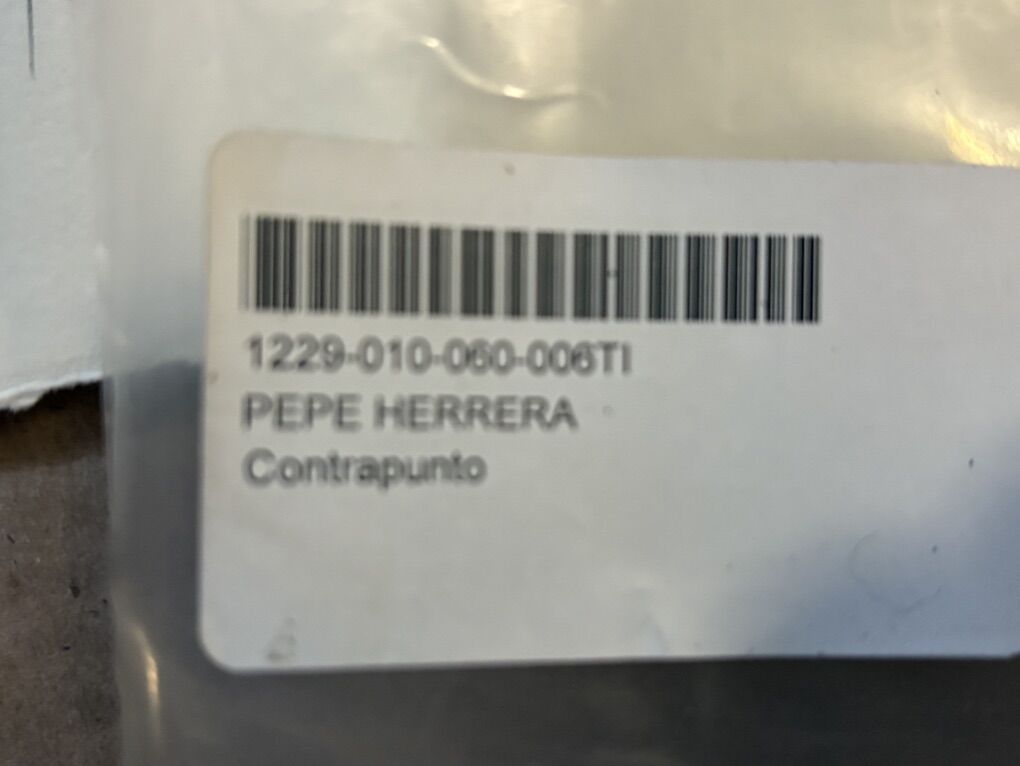 1229-010-060-006TI
PEPE HERRERA
Contrapunto